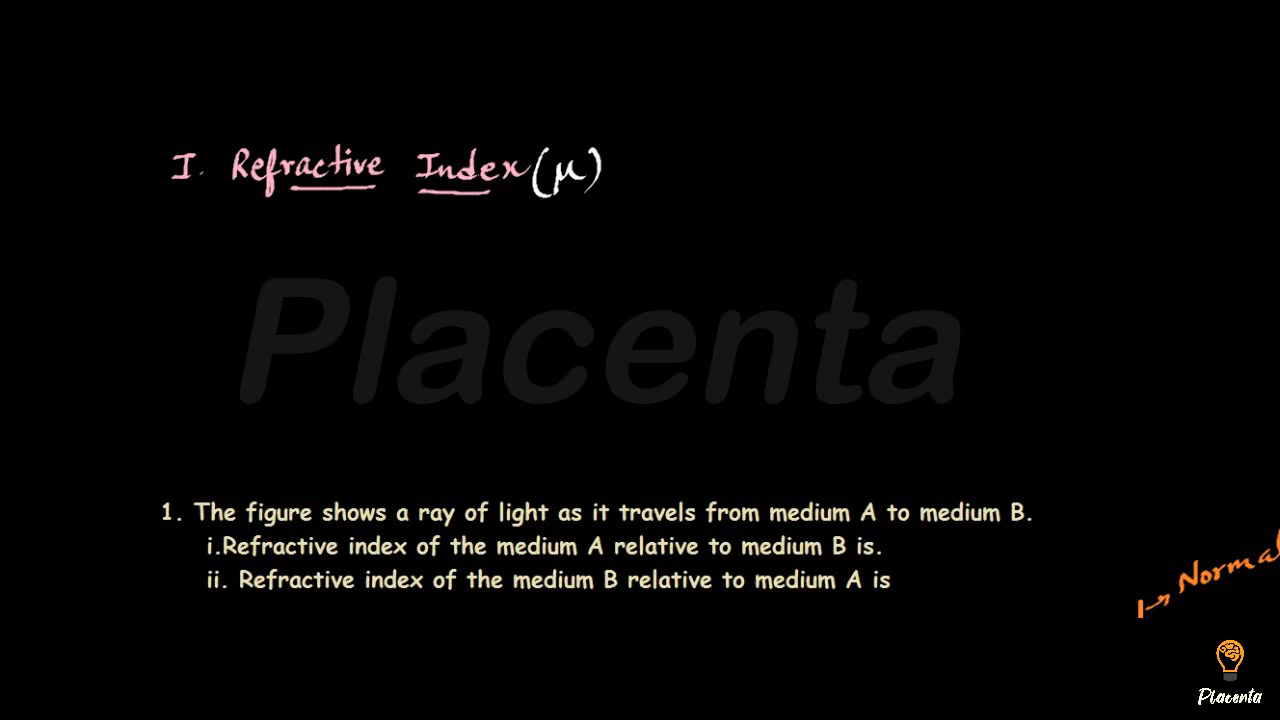 I. Refractive Index (μ)
Placenta
1. The figure shows a ray of light as it travels from medium A to medium B.
i.Refractive index of the medium A relative to medium B is.
ii. Refractive index of the medium B relative to medium A is
Normal
Placenta